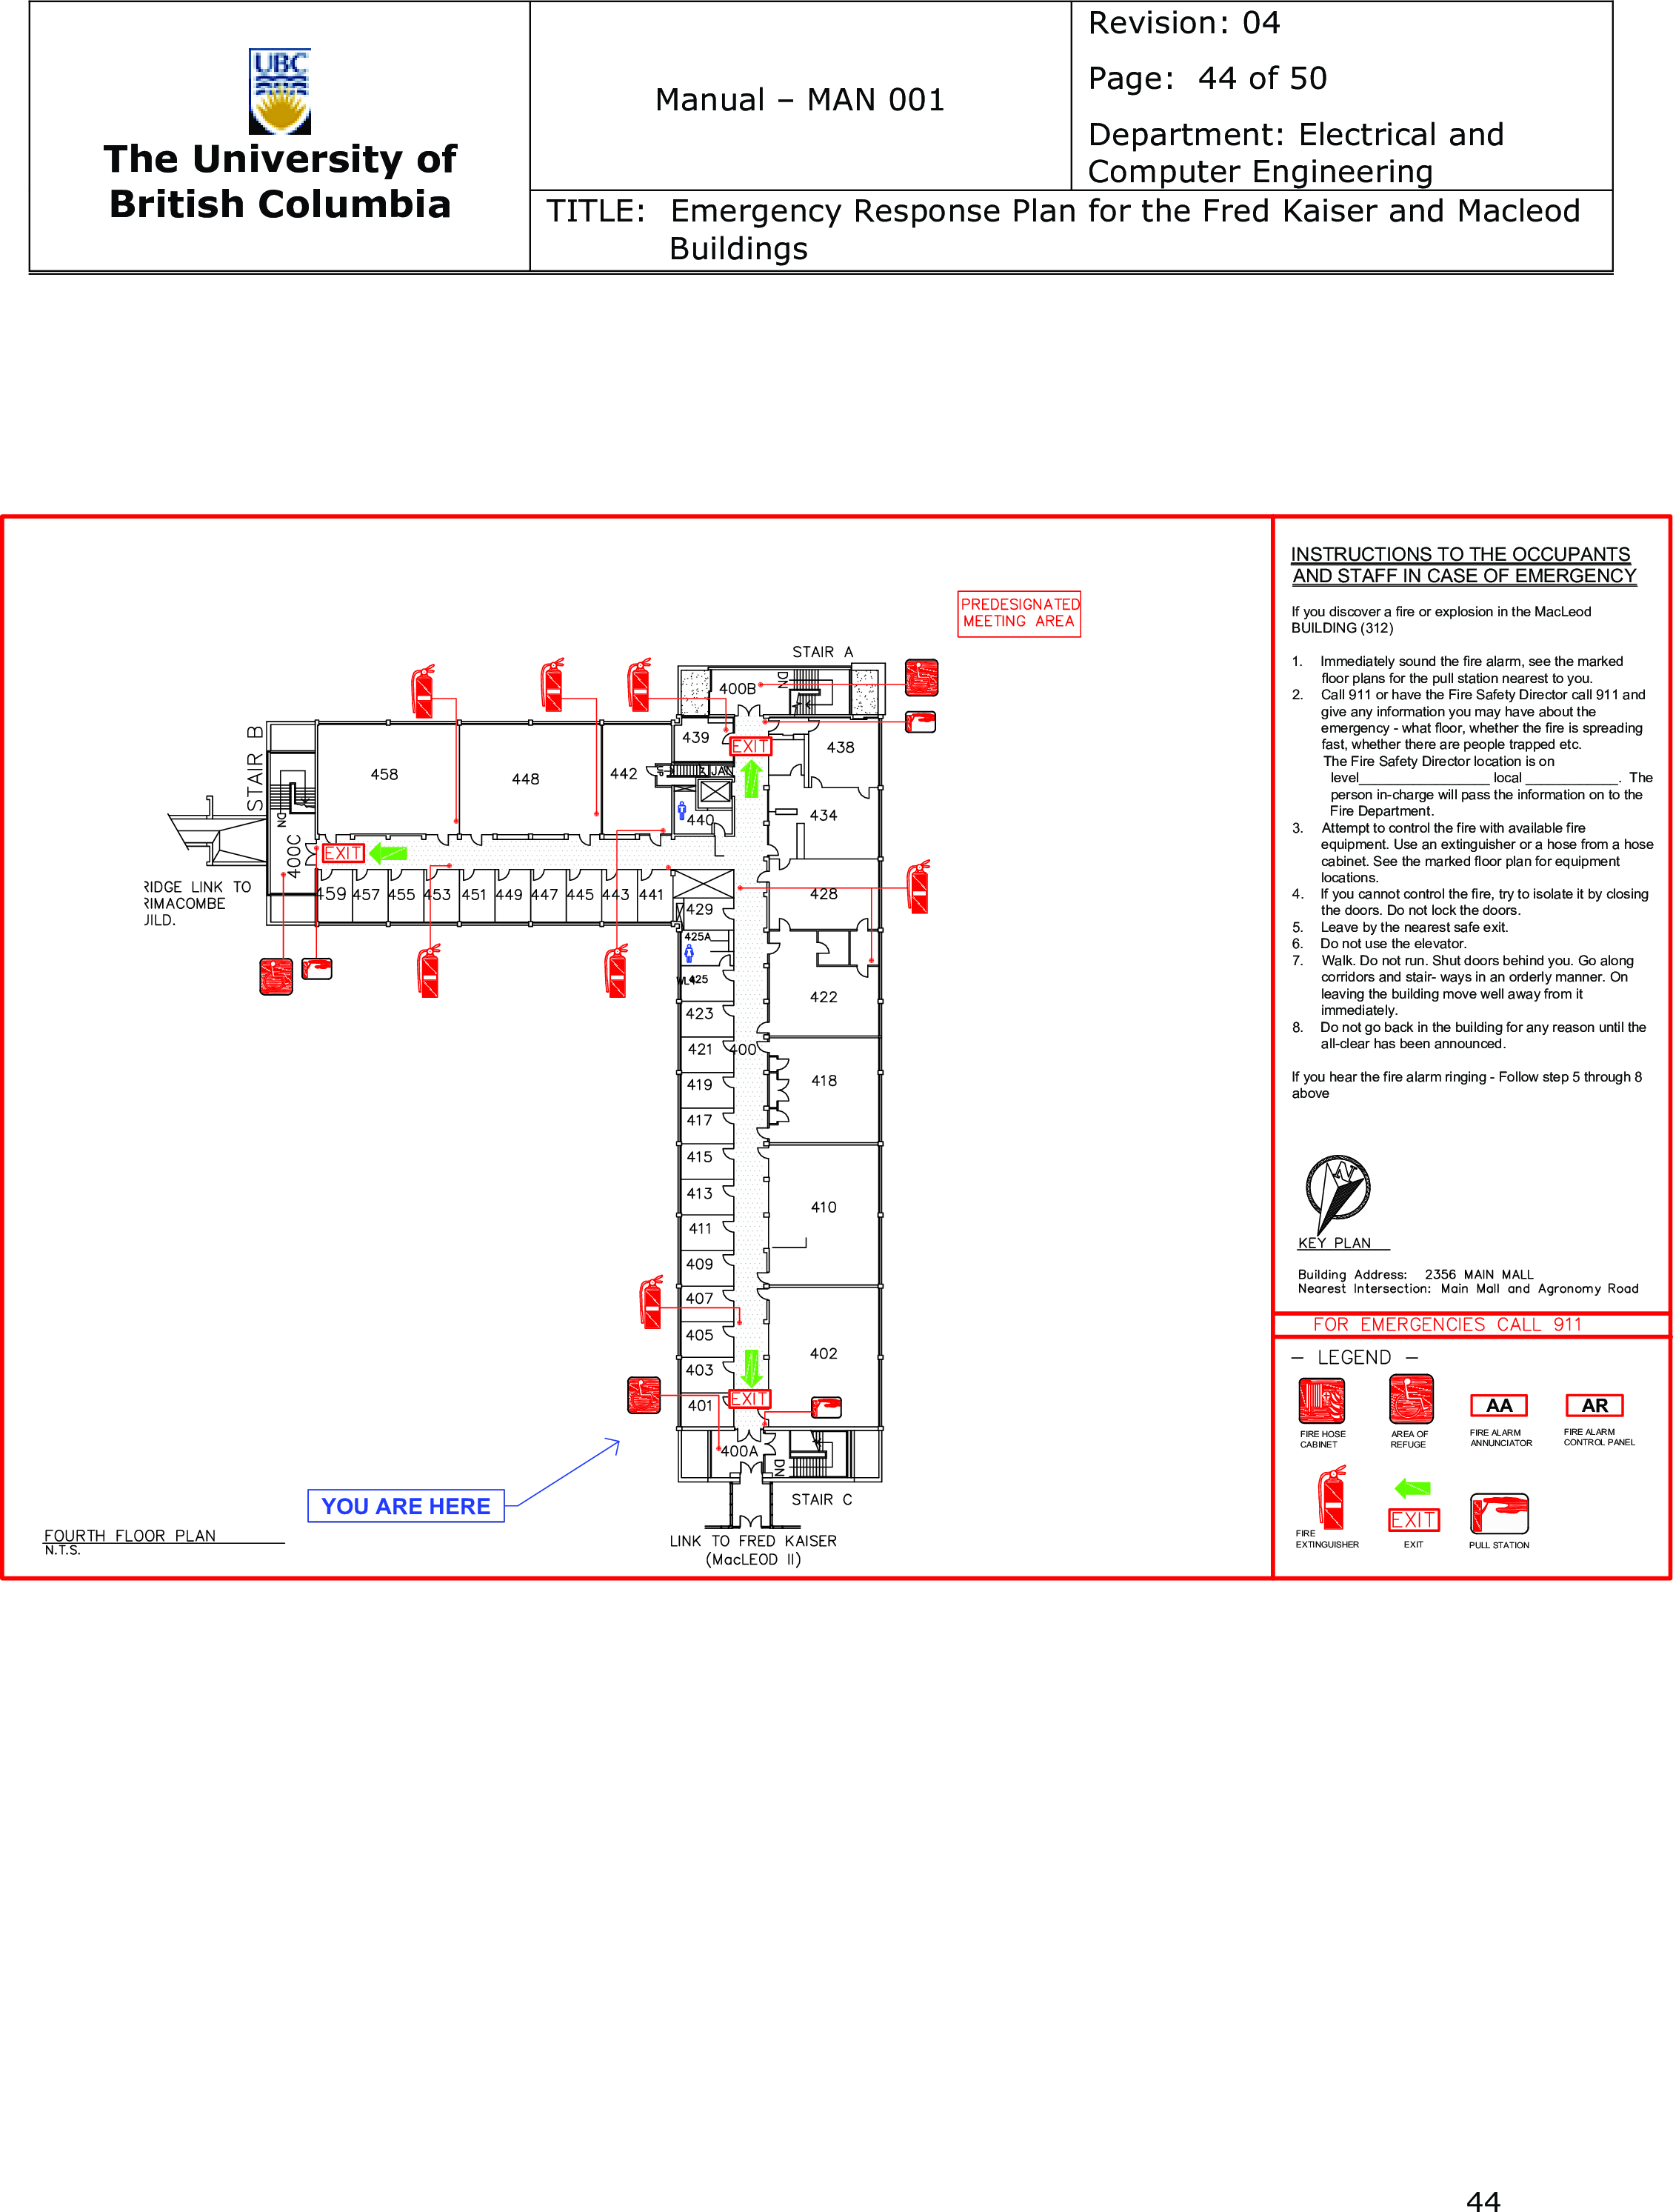 UBC
The University of
British Columbia
Manual – MAN 001
Revision: 04
Page: 44 of 50
Department: Electrical and
Computer Engineering
TITLE: Emergency Response Plan for the Fred Kaiser and Macleod
Buildings
PREDESIGNATED
MEETING AREA
STAIR A
400B
DN
439
EXIT
438
STAIR B
458
448
442
UP
JAN
440
434
DN
400C
EXIT
RIDGE LINK TO
RIMACOMBE
UILD.
459 457 455 453 451 449 447 445 443 441
428
429
425A
425
422
423
421
400
419
418
417
415
413
410
411
409
407
405
402
403
EXIT
401
400A
DN
STAIR C
LINK TO FRED KAISER
(MacLEOD II)
YOU ARE HERE
FOURTH FLOOR PLAN
N.T.S.
INSTRUCTIONS TO THE OCCUPANTS
AND STAFF IN CASE OF EMERGENCY
If you discover a fire or explosion in the MacLeod
BUILDING (312)
1. Immediately sound the fire alarm, see the marked
floor plans for the pull station nearest to you.
2. Call 911 or have the Fire Safety Director call 911 and
give any information you may have about the
emergency - what floor, whether the fire is spreading
fast, whether there are people trapped etc.
The Fire Safety Director location is on
level_________________ local ____________. The
person in-charge will pass the information on to the
Fire Department.
3. Attempt to control the fire with available fire
equipment. Use an extinguisher or a hose from a hose
cabinet. See the marked floor plan for equipment
locations.
4. If you cannot control the fire, try to isolate it by closing
the doors. Do not lock the doors.
5. Leave by the nearest safe exit.
6. Do not use the elevator.
7. Walk. Do not run. Shut doors behind you. Go along
corridors and stair- ways in an orderly manner. On
leaving the building move well away from it
immediately.
8. Do not go back in the building for any reason until the
all-clear has been announced.
If you hear the fire alarm ringing - Follow step 5 through 8
above
N
KEY PLAN
Building Address: 2356 MAIN MALL
Nearest Intersection: Main Mall and Agronomy Road
FOR EMERGENCIES CALL 911
– LEGEND –
FIRE HOSE
CABINET
AREA OF
REFUGE
AA
FIRE ALARM
ANNUNCIATOR
AR
FIRE ALARM
CONTROL PANEL
FIRE
EXTINGUISHER
EXIT
EXIT
PULL STATION
44